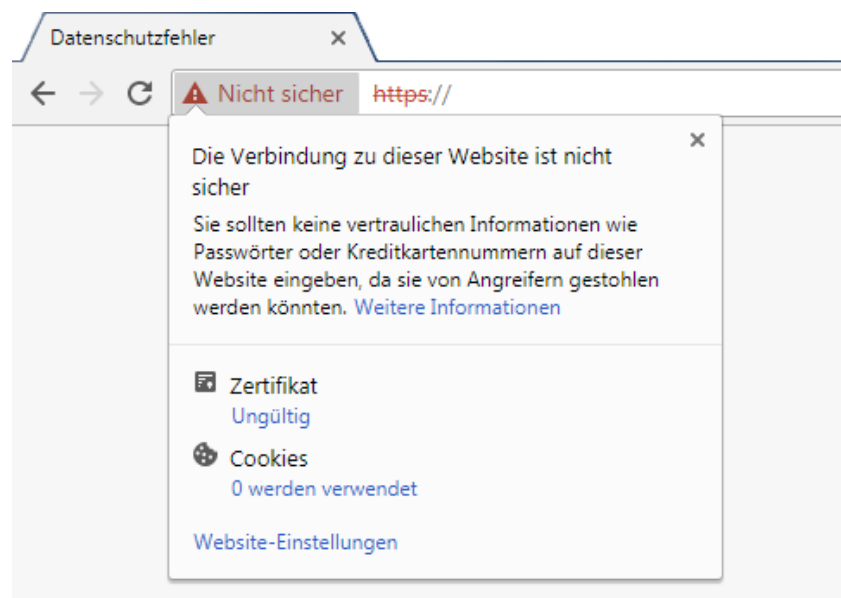 Datenschutzfehler
Nicht sicher https://
Die Verbindung zu dieser Website ist nicht
sicher
Sie sollten keine vertraulichen Informationen wie
Passwörter oder Kreditkartennummern auf dieser
Website eingeben, da sie von Angreifern gestohlen
werden könnten. Weitere Informationen
Zertifikat
Ungültig
Cookies
0 werden verwendet
Website-Einstellungen